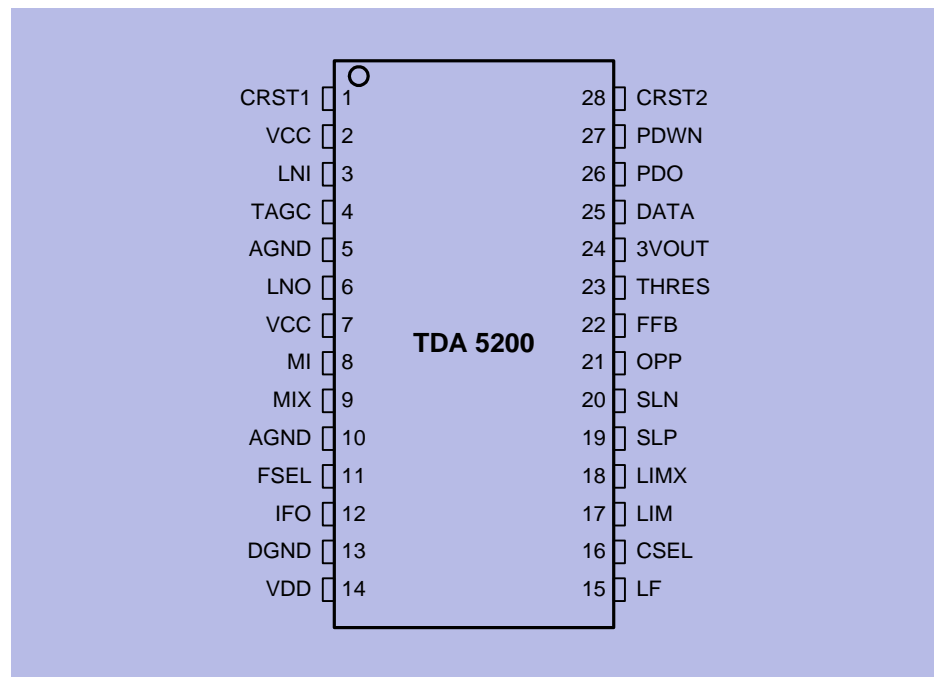 CRST1 1 28 CRST2
VCC 2 27 PDWN
LNI 3 26 PDO
TAGC 4 25 DATA
AGND 5 24 3VOUT
LNO 6 23 THRES
VCC 7 22 FFB
TDA 5200
MI 8 21 OPP
MIX 9 20 SLN
AGND 10 19 SLP
FSEL 11 18 LIMX
IFO 12 17 LIM
DGND 13 16 CSEL
VDD 14 15 LF